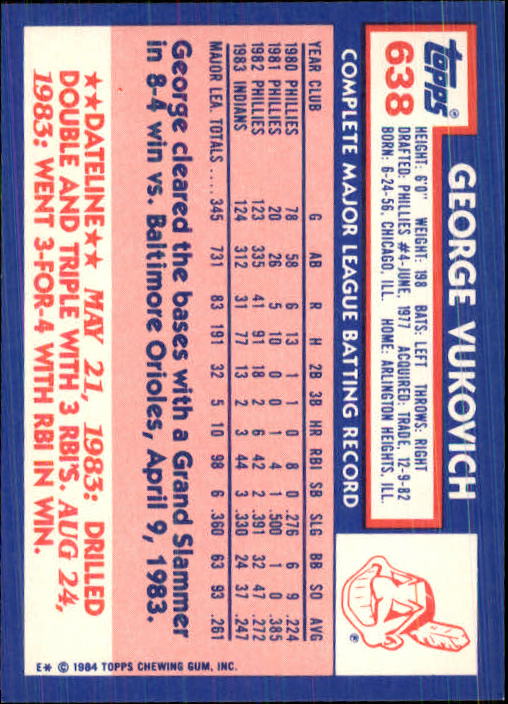 topps®
638
GEORGE VUKOVICH
HEIGHT: 6'0" WEIGHT: 198 BATS: LEFT THROWS: RIGHT
DRAFTED: PHILLIES #4-JUNE, 1977 ACQUIRED: TRADE, 12-9-82
BORN: 6-24-56, CHICAGO, ILL. HOME: ARLINGTON HEIGHTS, ILL.
®
COMPLETE MAJOR LEAGUE BATTING RECORD
YEAR CLUB G AB R H 2B 3B HR RBI SB SLG BB SO AVG
1980 PHILLIES 78 58 6 13 1 1 0 8 0 .276 6 9 .224
1981 PHILLIES 20 26 5 10 0 0 1 4 1 .500 1 0 .385
1982 PHILLIES 123 335 41 91 18 2 6 42 2 .391 32 47 .272
1983 INDIANS 124 312 31 77 13 2 3 44 3 .330 24 37 .247
MAJOR LEA. TOTALS .... 345 731 83 191 32 5 10 98 6 .360 63 93 .261
George cleared the bases with a Grand Slammer
in 8-4 win vs. Baltimore Orioles, April 9, 1983.
★★DATELINE★★ MAY 21, 1983: DRILLED
DOUBLE AND TRIPLE WITH 3 RBI'S. AUG 24,
1983: WENT 3-FOR-4 WITH RBI IN WIN.
E* © 1984 TOPPS CHEWING GUM, INC.